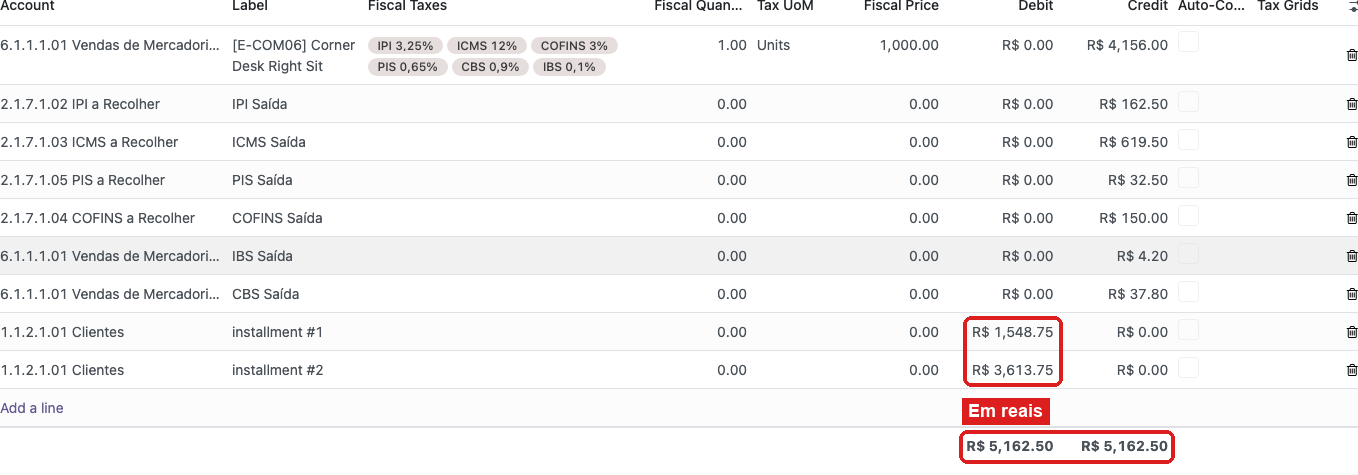 Account Label Fiscal Taxes Fiscal Quan... Tax UoM Fiscal Price Debit Credit Auto-Co... Tax Grids
6.1.1.1.01 Vendas de Mercadori... [E-COM06] Corner IPI 3,25% ICMS 12% COFINS 3% 1.00 Units 1,000.00 R$ 0.00 R$ 4,156.00
Desk Right Sit PIS 0,65% CBS 0,9% IBS 0,1%
2.1.7.1.02 IPI a Recolher IPI Saída 0.00 0.00 R$ 0.00 R$ 162.50
2.1.7.1.03 ICMS a Recolher ICMS Saída 0.00 0.00 R$ 0.00 R$ 619.50
2.1.7.1.05 PIS a Recolher PIS Saída 0.00 0.00 R$ 0.00 R$ 32.50
2.1.7.1.04 COFINS a Recolher COFINS Saída 0.00 0.00 R$ 0.00 R$ 150.00
6.1.1.1.01 Vendas de Mercadori... IBS Saída 0.00 0.00 R$ 0.00 R$ 4.20
6.1.1.1.01 Vendas de Mercadori... CBS Saída 0.00 0.00 R$ 0.00 R$ 37.80
1.1.2.1.01 Clientes installment #1 0.00 0.00 R$ 1,548.75 R$ 0.00
1.1.2.1.01 Clientes installment #2 0.00 0.00 R$ 3,613.75 R$ 0.00
Add a line Em reais
R$ 5,162.50 R$ 5,162.50